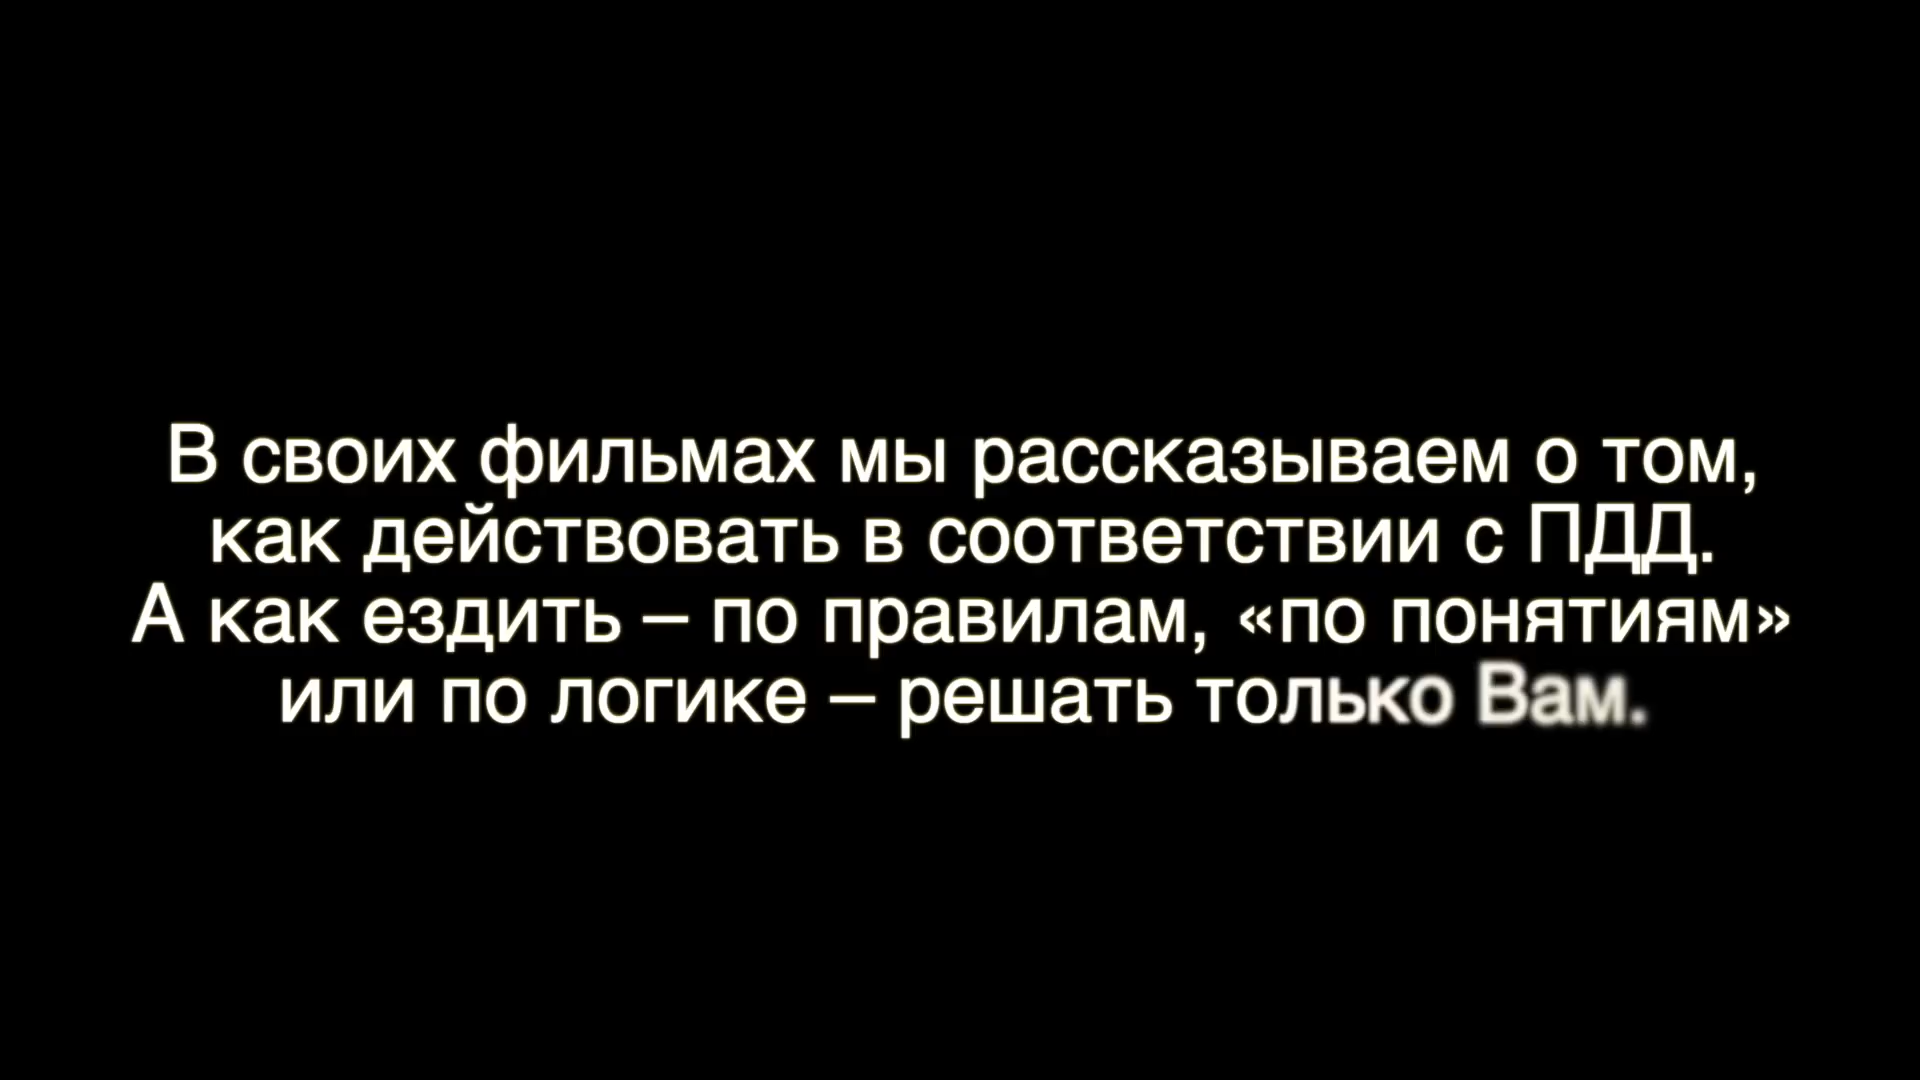 В своих фильмах мы рассказываем о том,
как действовать в соответствии с ПДД.
А как ездить – по правилам, «по понятиям»
или по логике – решать только Вам.